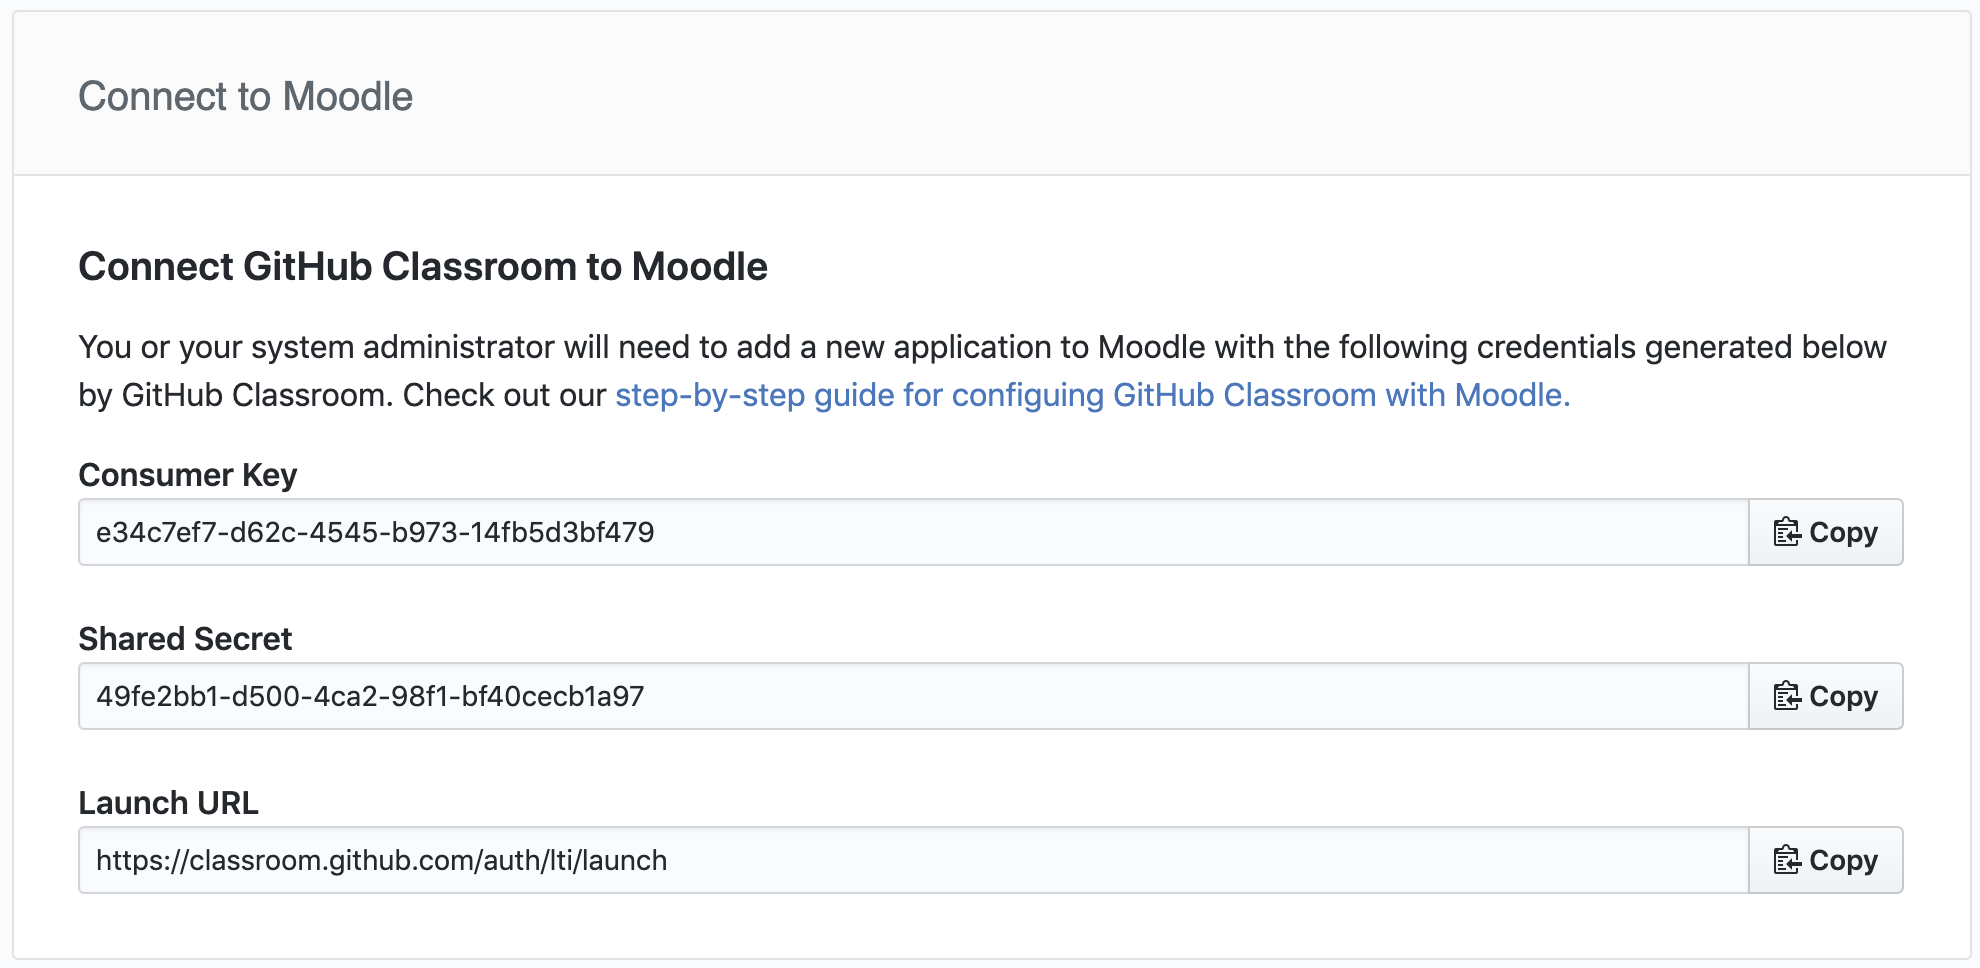 Connect to Moodle
Connect GitHub Classroom to Moodle
You or your system administrator will need to add a new application to Moodle with the following credentials generated below
by GitHub Classroom. Check out our step-by-step guide for configuing GitHub Classroom with Moodle.
Consumer Key
e34c7ef7-d62c-4545-b973-14fb5d3bf479
Copy
Shared Secret
49fe2bb1-d500-4ca2-98f1-bf40cecb1a97
Copy
Launch URL
https://classroom.github.com/auth/lti/launch
Copy